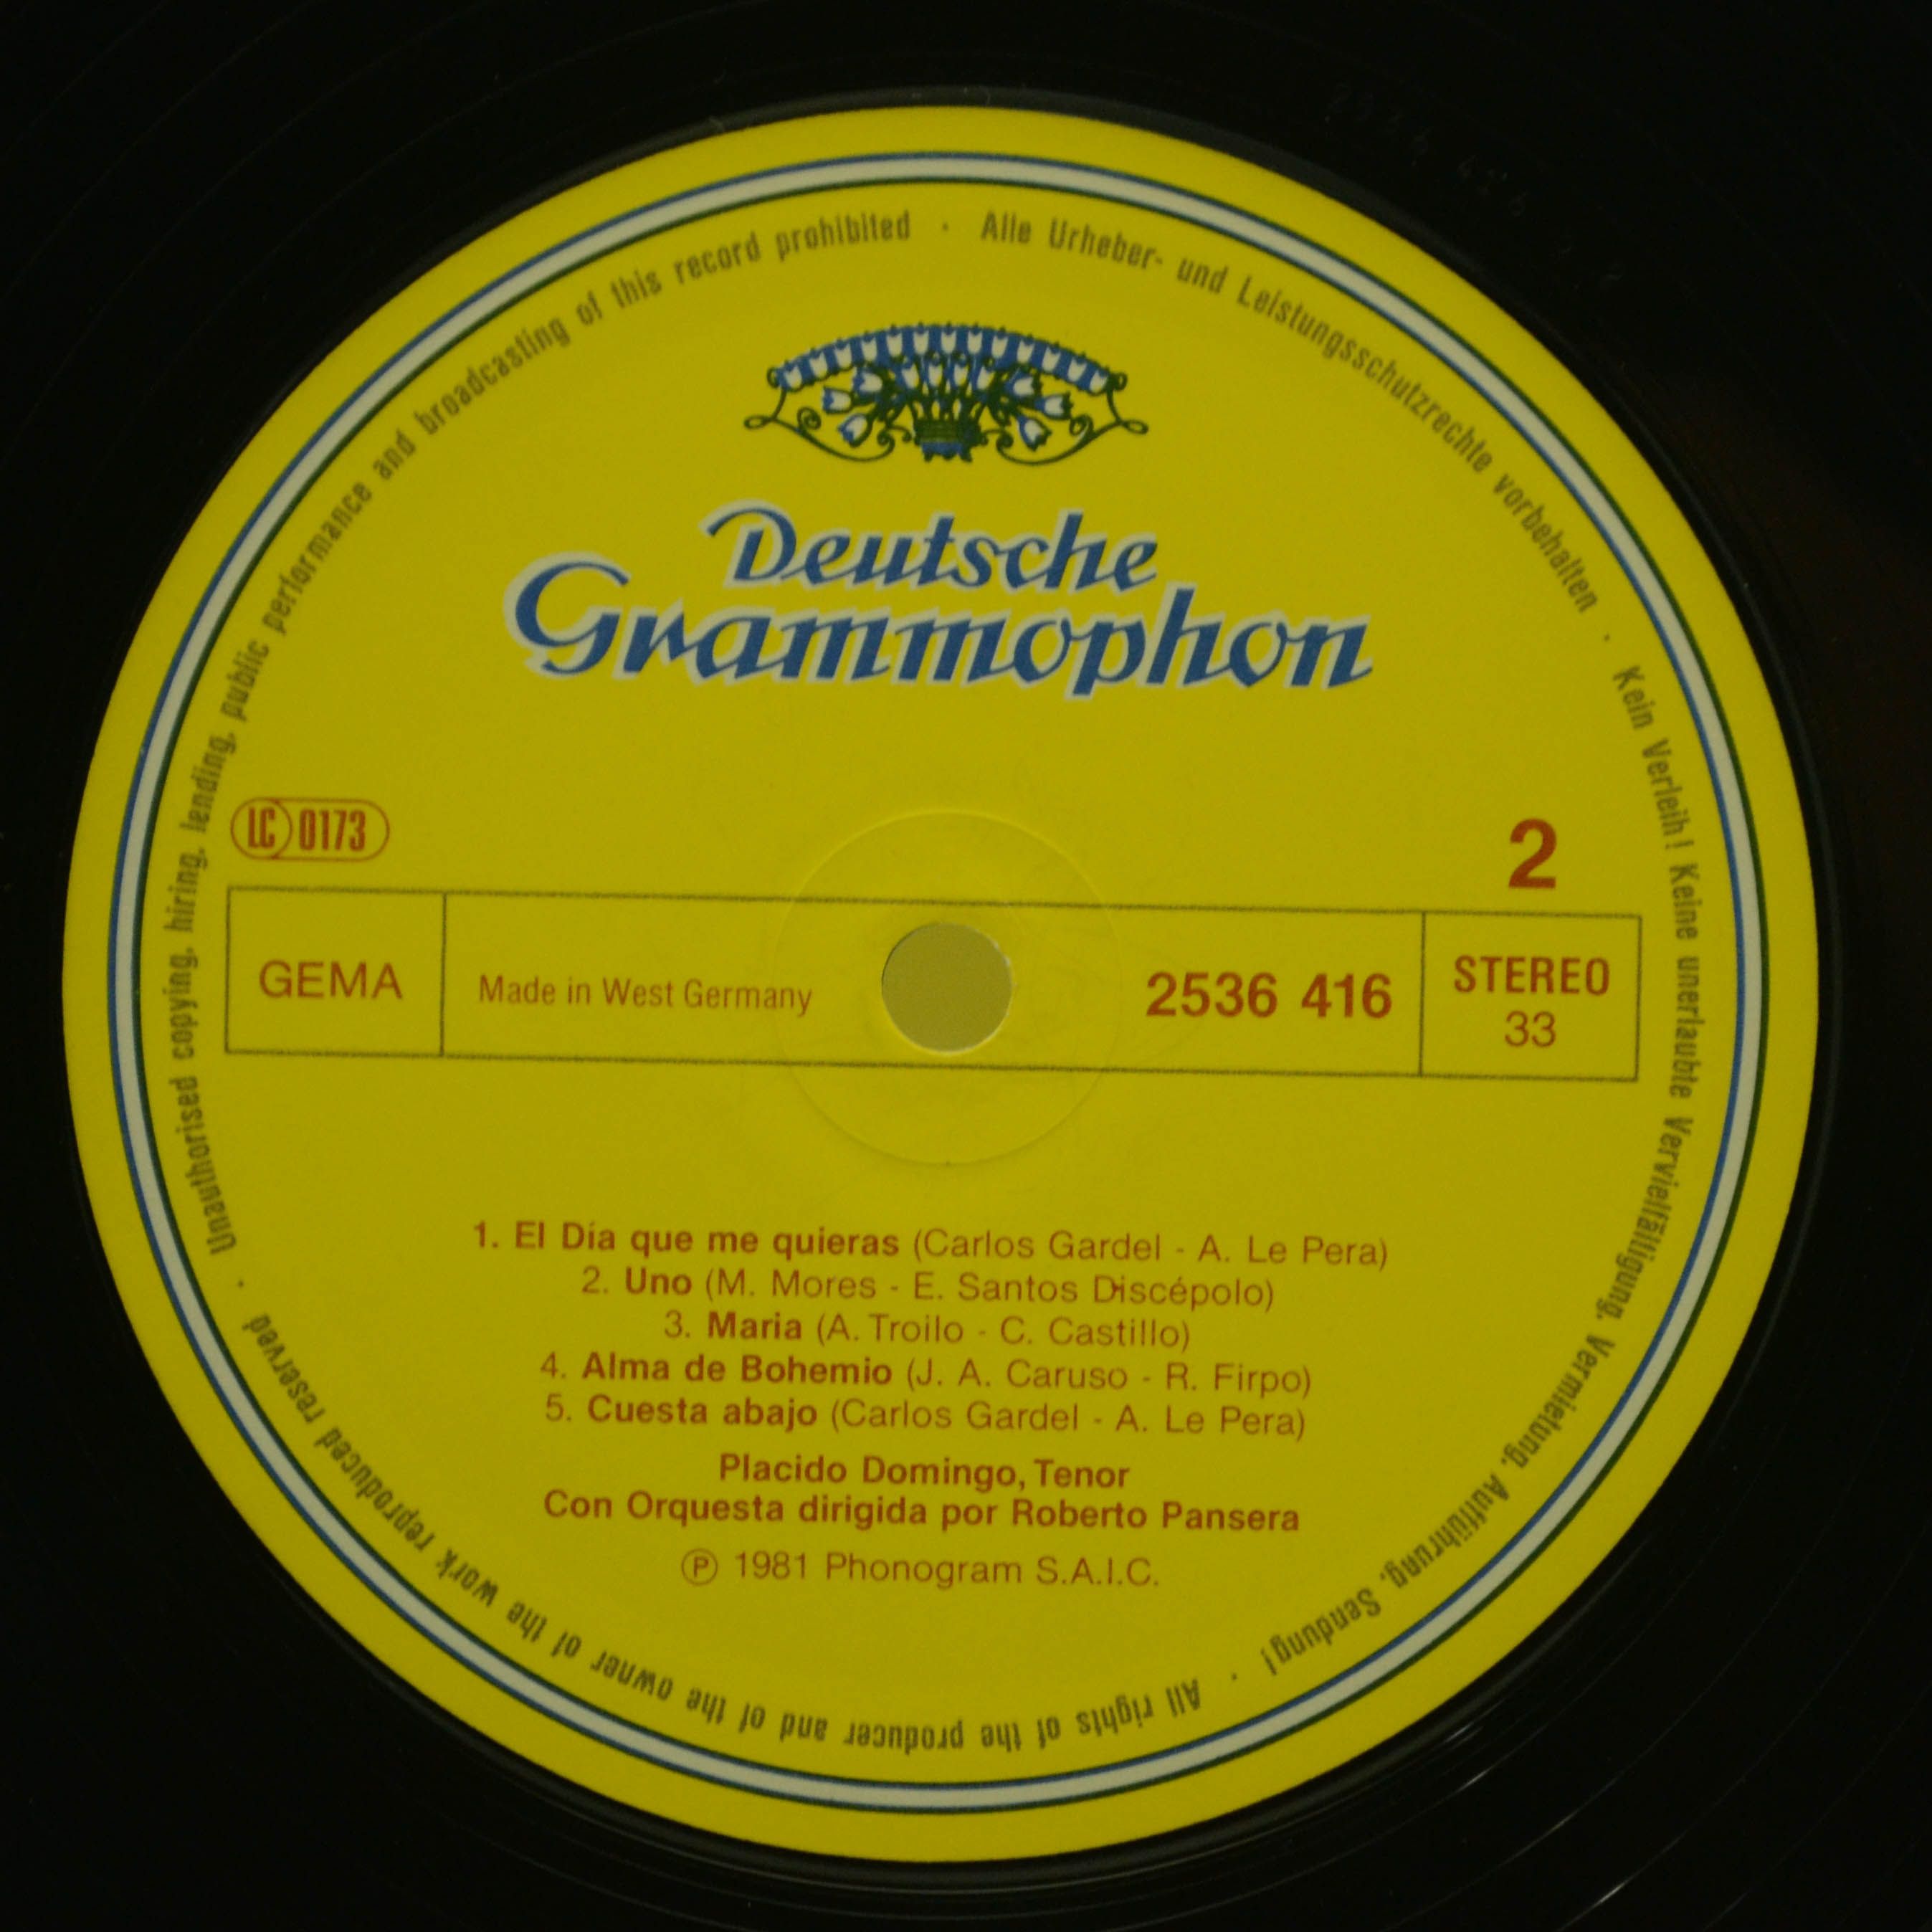 Alle Urheber- und Leistungsschutzrechte vorbehalten · Kein Verleih! Keine unerlaubte Vervielfältigung, Vermietung, Aufführung, Sendung! · All rights of the producer and of the owner of the work reproduced reserved · Unauthorised copying, hiring, lending, public performance and broadcasting of this record prohibited ·
Deutsche
Grammophon
LC 0173
2
GEMA
Made in West Germany
2536 416
STEREO
33
1. El Día que me quieras (Carlos Gardel - A. Le Pera)
2. Uno (M. Mores - E. Santos Discépolo)
3. Maria (A. Troilo - C. Castillo)
4. Alma de Bohemio (J. A. Caruso - R. Firpo)
5. Cuesta abajo (Carlos Gardel - A. Le Pera)
Placido Domingo, Tenor
Con Orquesta dirigida por Roberto Pansera
℗ 1981 Phonogram S.A.I.C.